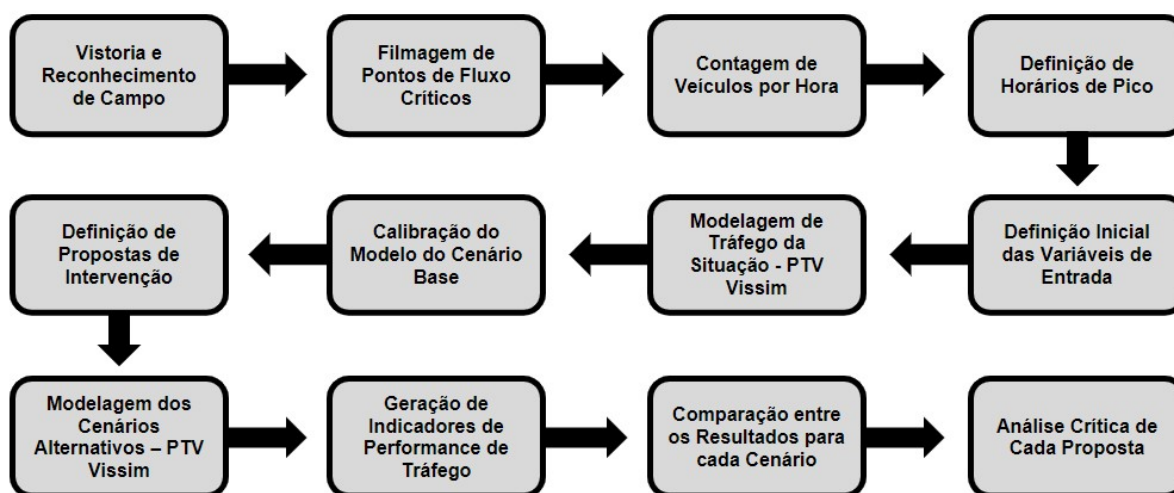 Vistoria e
Reconhecimento
de Campo
Filmagem de
Pontos de Fluxo
Críticos
Contagem de
Veículos por Hora
Definição de
Horários de Pico
Definição Inicial
das Variáveis de
Entrada
Modelagem de
Tráfego da
Situação - PTV
Vissim
Calibração do
Modelo do Cenário
Base
Definição de
Propostas de
Intervenção
Modelagem dos
Cenários
Alternativos – PTV
Vissim
Geração de
Indicadores de
Performance de
Tráfego
Comparação entre
os Resultados para
cada Cenário
Análise Crítica de
Cada Proposta